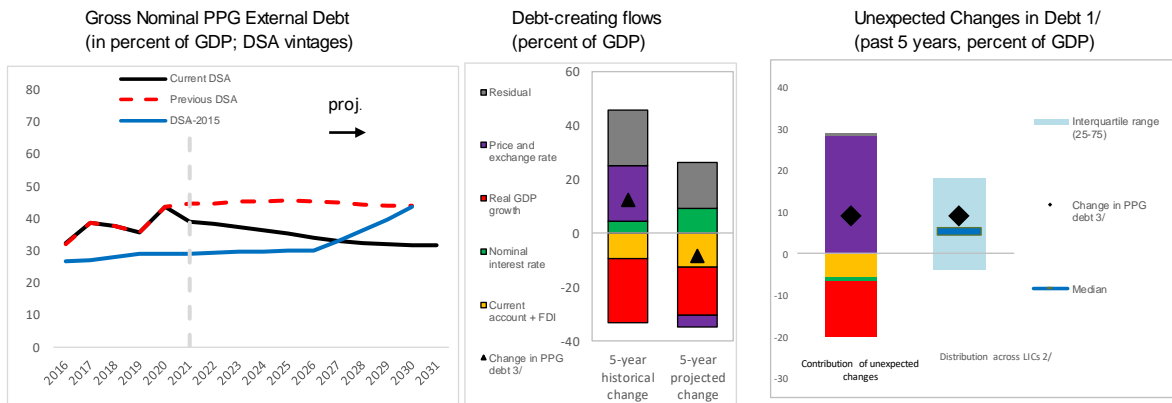 Gross Nominal PPG External Debt
(in percent of GDP; DSA vintages)
Current DSA
Previous DSA
DSA-2015
proj.
80
70
60
50
40
30
20
10
0
2016
2017
2018
2019
2020
2021
2022
2023
2024
2025
2026
2027
2028
2029
2030
2031
Debt-creating flows
(percent of GDP)
Residual
Price and
exchange rate
Real GDP
growth
Nominal
interest rate
Current
account + FDI
Change in PPG
debt 3/
60
40
20
0
-20
-40
5-year
historical
change
5-year
projected
change
Unexpected Changes in Debt 1/
(past 5 years, percent of GDP)
40
30
20
10
0
-10
-20
-30
Contribution of unexpected
changes
Distribution across LICs 2/
Interquartile range
(25-75)
Change in PPG
debt 3/
Median